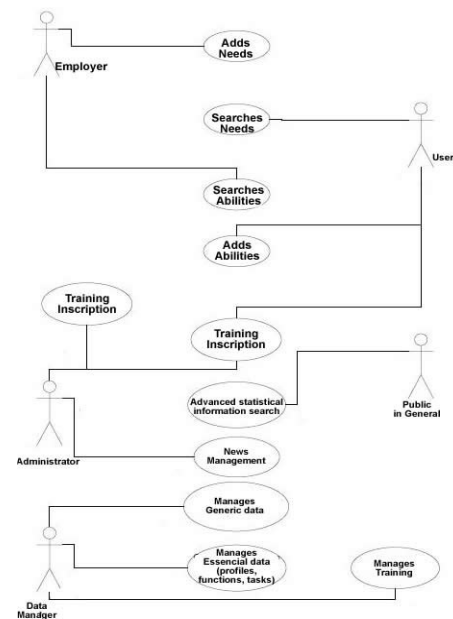 Adds
Needs
Employer
Searches
Needs
User
Searches
Abilities
Adds
Abilities
Training
Inscription
Training
Inscription
Advanced statistical
information search
Public
in General
Administrator
News
Management
Manages
Generic data
Manages
Essencial data
(profiles,
functions, tasks)
Manages
Training
Data
Manager